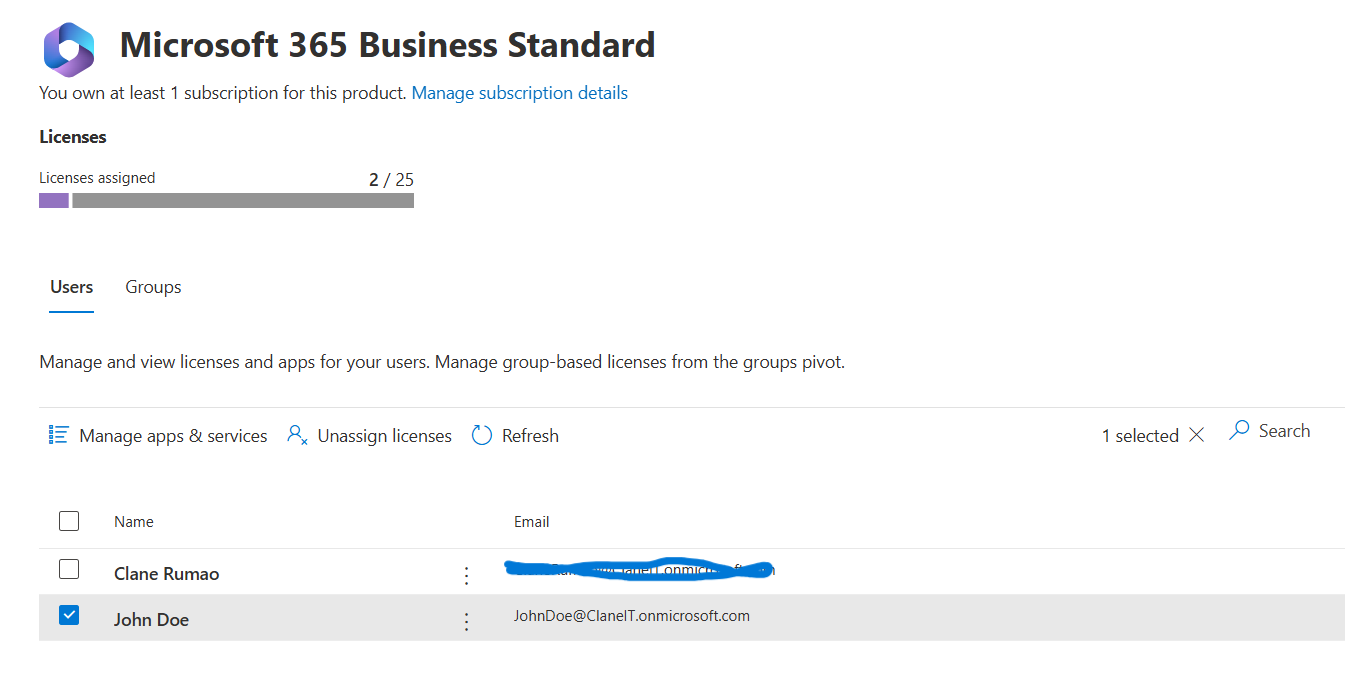 Microsoft 365 Business Standard
You own at least 1 subscription for this product. Manage subscription details
Licenses
Licenses assigned 2 / 25
Users Groups
Manage and view licenses and apps for your users. Manage group-based licenses from the groups pivot.
Manage apps & services Unassign licenses Refresh 1 selected Search
Name Email
Clane Rumao
John Doe JohnDoe@ClaneIT.onmicrosoft.com